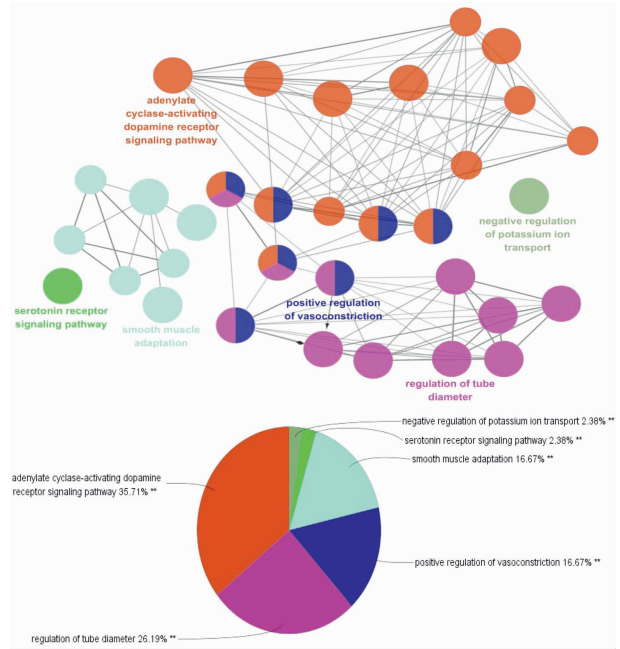 adenylate
cyclase-activating
dopamine receptor
signaling pathway
negative regulation
of potassium ion
transport
serotonin receptor
signaling pathway
smooth muscle
adaptation
positive regulation
of vasoconstriction
regulation of tube
diameter
negative regulation of potassium ion transport 2.38% **
serotonin receptor signaling pathway 2.38% **
smooth muscle adaptation 16.67% **
adenylate cyclase-activating dopamine
receptor signaling pathway 35.71% **
positive regulation of vasoconstriction 16.67% **
regulation of tube diameter 26.19% **